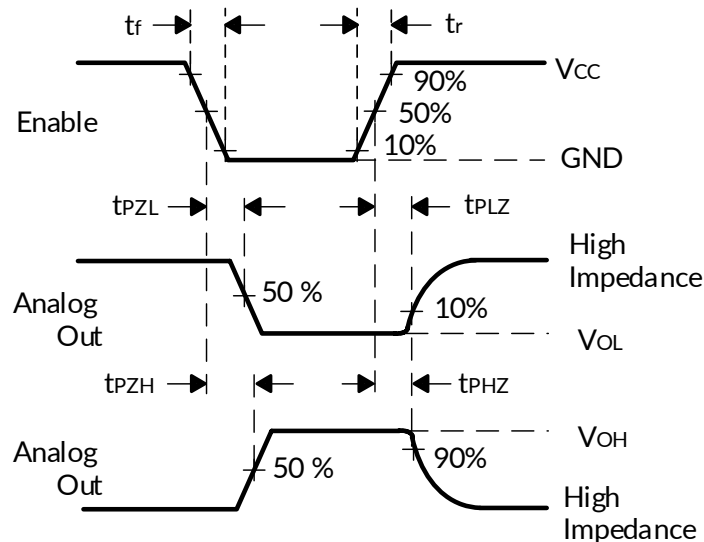 tf
tr
VCC
90%
Enable
50%
10%
GND
tPZL
tPLZ
High
Impedance
50 %
10%
Analog
Out
VOL
tPZH
tPHZ
VOH
Analog
Out
50 %
90%
High
Impedance